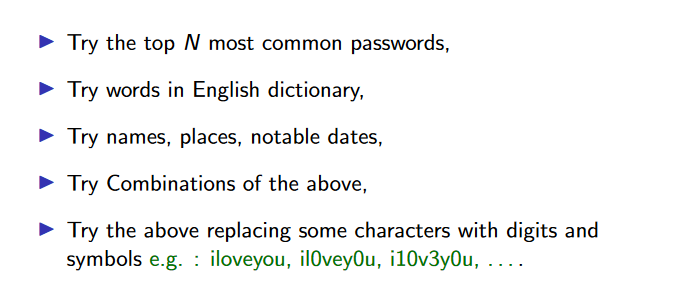 Try the top N most common passwords,
Try words in English dictionary,
Try names, places, notable dates,
Try Combinations of the above,
Try the above replacing some characters with digits and
symbols e.g. : iloveyou, il0vey0u, i10v3y0u, ....